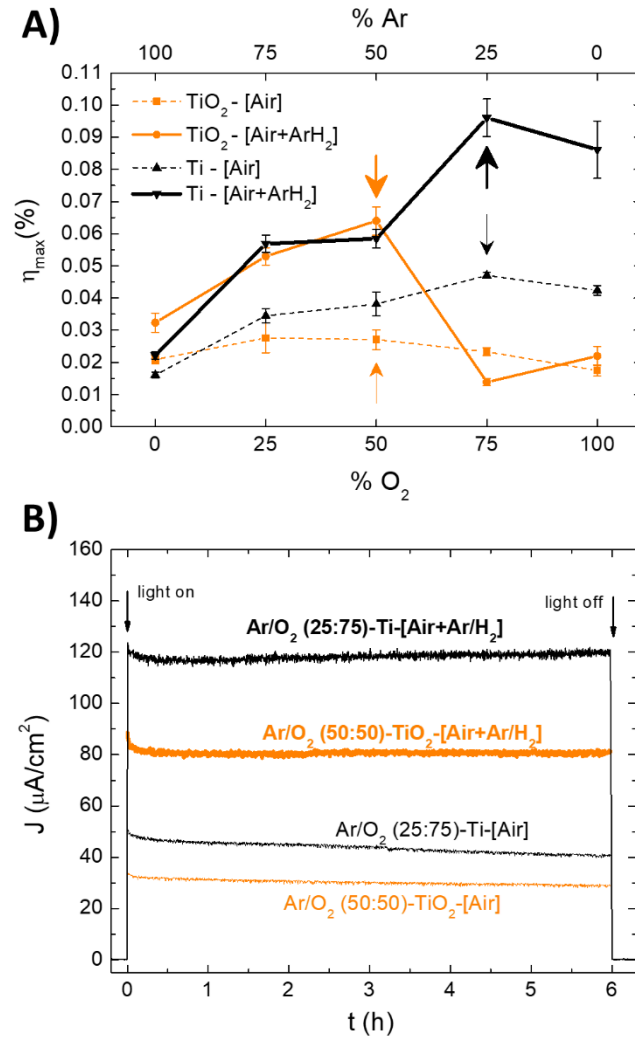 A)
% Ar
100 75 50 25 0
0.11
0.10
0.09
0.08
0.07
0.06
0.05
0.04
0.03
0.02
0.01
0.00
η_max(%)
TiO₂ - [Air]
TiO₂ - [Air+ArH₂]
Ti - [Air]
Ti - [Air+ArH₂]
0 25 50 75 100
% O₂
B)
160
140
120
100
80
60
40
20
0
J (µA/cm²)
light on
light off
Ar/O₂ (25:75)-Ti-[Air+Ar/H₂]
Ar/O₂ (50:50)-TiO₂-[Air+Ar/H₂]
Ar/O₂ (25:75)-Ti-[Air]
Ar/O₂ (50:50)-TiO₂-[Air]
0 1 2 3 4 5 6
t (h)